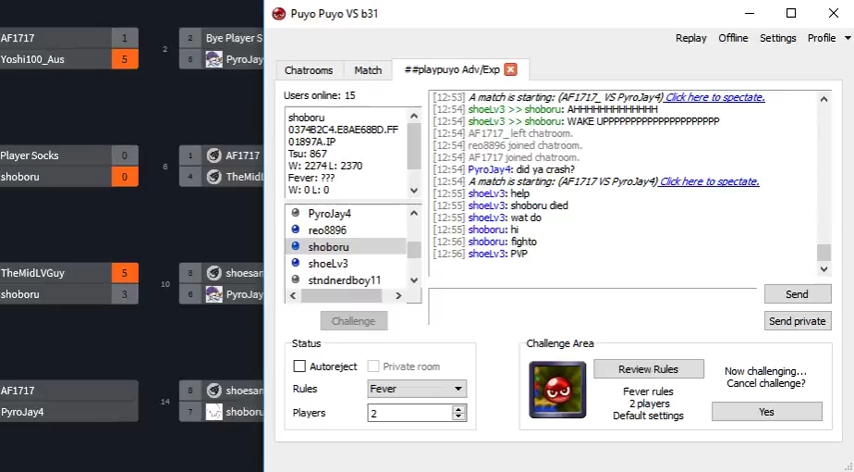 AF1717 1
Yoshi100_Aus 5
2
2 Bye Player S
PyroJay
Player Socks 0
shoboru 0
6
1 AF1717
4 TheMidL
TheMidLVGuy 5
shoboru 3
10
shoesan
6 PyroJay
AF1717
PyroJay4
14
shoesan
7 shoboru
Puyo Puyo VS b31
Replay Offline Settings Profile
Chatrooms Match ##playpuyo Adv/Exp
Users online: 15
shoboru
0374B2C4.E8AE68BD.FF
01897A.IP
Tsu: 867
W: 2274 L: 2370
Fever: ???
W: 0 L: 0
PyroJay4
reo8896
shoboru
shoeLv3
stndnerdboy11
Challenge
[12:53] A match is starting: (AF1717_ VS PyroJay4) Click here to spectate.
[12:54] shoeLv3 >> shoboru: AHHHHHHHHHHHHH
[12:54] shoeLv3 >> shoboru: WAKE UPPPPPPPPPPPPPPPPPPPP
[12:54] AF1717_ left chatroom.
[12:54] reo8896 joined chatroom.
[12:54] AF1717 joined chatroom.
[12:54] PyroJay4: did ya crash?
[12:54] A match is starting: (AF1717 VS PyroJay4) Click here to spectate.
[12:55] shoeLv3: help
[12:55] shoeLv3: shoboru died
[12:55] shoeLv3: wat do
[12:55] shoboru: hi
[12:56] shoboru: fighto
[12:56] shoeLv3: PVP
Send
Send private
Status
Autoreject Private room
Rules Fever
Players 2
Challenge Area
Review Rules
Fever rules
2 players
Default settings
Now challenging...
Cancel challenge?
Yes